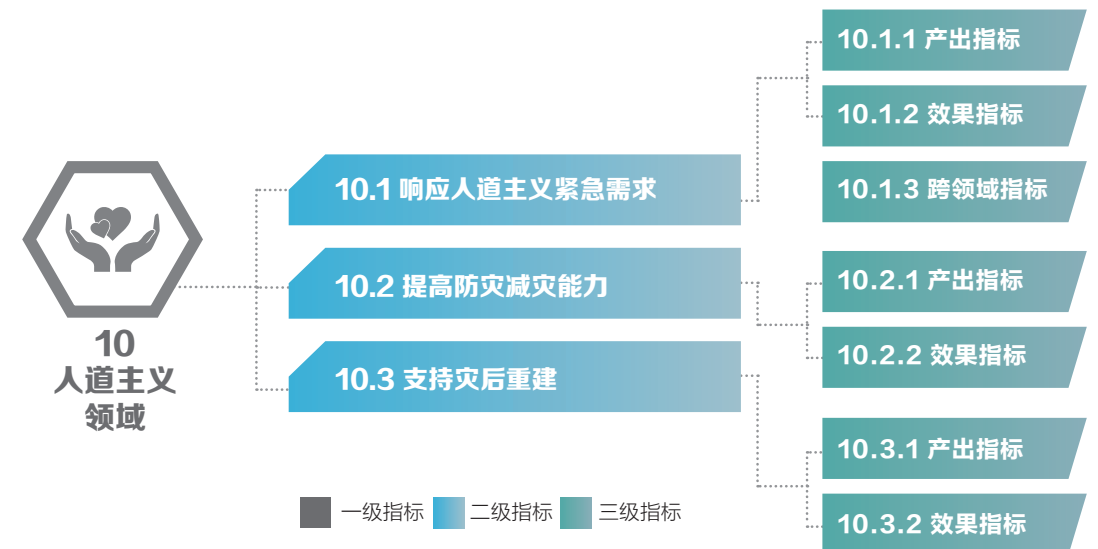 10
人道主义
领域
10.1 响应人道主义紧急需求
10.1.1 产出指标
10.1.2 效果指标
10.1.3 跨领域指标
10.2 提高防灾减灾能力
10.2.1 产出指标
10.2.2 效果指标
10.3 支持灾后重建
10.3.1 产出指标
10.3.2 效果指标
一级指标 二级指标 三级指标